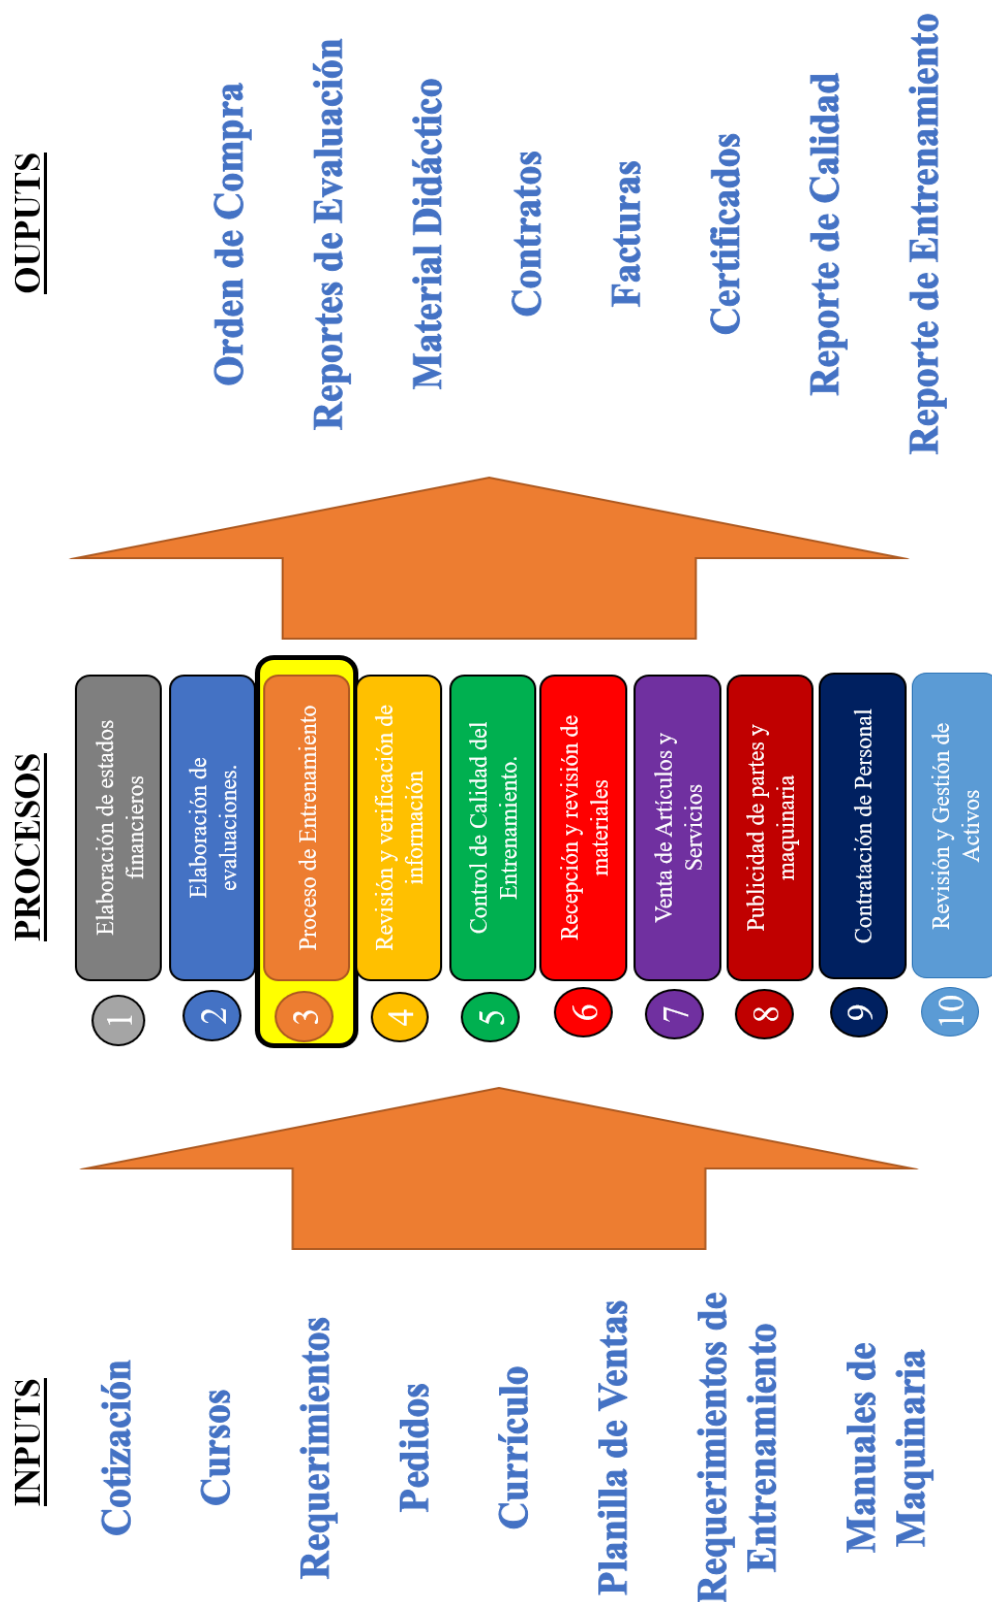 INPUTS
Cotización
Cursos
Requerimientos
Pedidos
Currículo
Planilla de Ventas
Requerimientos de
Entrenamiento
Manuales de
Maquinaria
PROCESOS
1
Elaboración de estados
financieros
2
Elaboración de
evaluaciones.
3
Proceso de Entrenamiento
4
Revisión y verificación de
información
5
Control de Calidad del
Entrenamiento.
6
Recepción y revisión de
materiales
7
Venta de Artículos y
Servicios
8
Publicidad de partes y
maquinaria
9
Contratación de Personal
10
Revisión y Gestión de
Activos
OUPUTS
Orden de Compra
Reportes de Evaluación
Material Didáctico
Contratos
Facturas
Certificados
Reporte de Calidad
Reporte de Entrenamiento